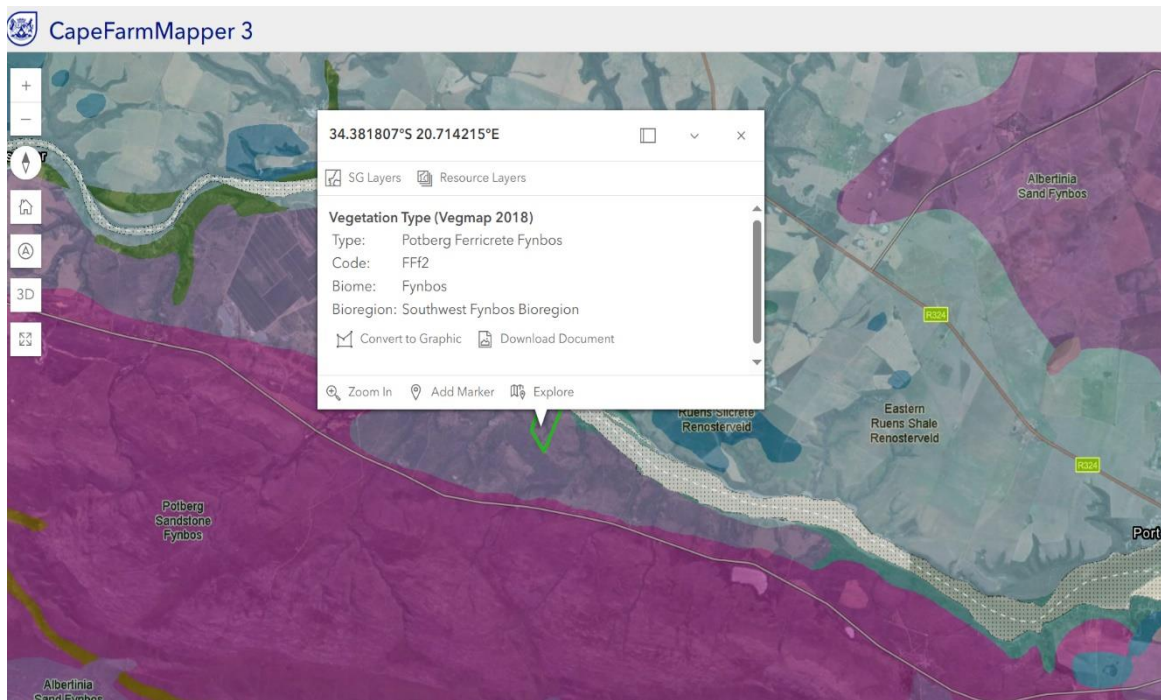 CapeFarmMapper 3
34.381807°S 20.714215°E
SG Layers Resource Layers
Vegetation Type (Vegmap 2018)
Type: Potberg Ferricrete Fynbos
Code: FFf2
Biome: Fynbos
Bioregion: Southwest Fynbos Bioregion
Convert to Graphic Download Document
Zoom In Add Marker Explore
3D
Albertinia
Sand Fynbos
R324
Ruens Silcrete
Renosterveld
Eastern
Ruens Shale
Renosterveld
R324
Potberg
Sandstone
Fynbos
Port
Albertinia
Sand Fynbos